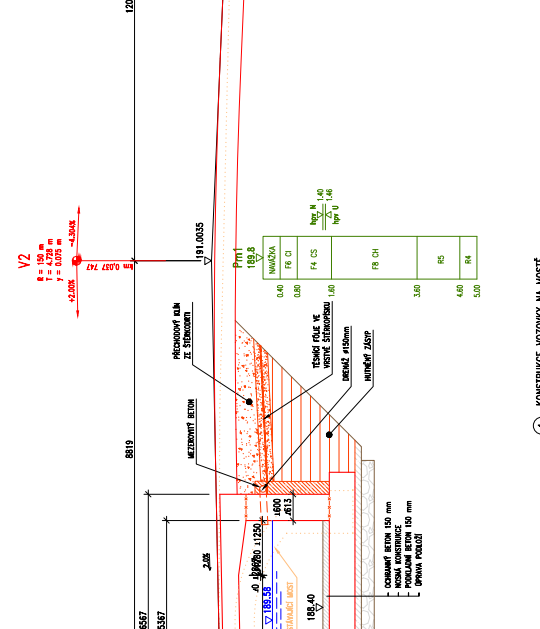 120
V2
R = 150 m
T = 4.728 m
y = 0.075 m
+2.00%
-4.304%
km 0,037 747
191.0035
Prn1
189.8
NAVÁŽKA
F6 CI
F4 CS
F8 CH
R5
R4
0.40
0.80
1.60
3.60
4.60
5.00
hpv N 1.40
hpv U 1.46
PŘECHODOVÝ KLÍN
ZE ŠTĚRKODRTI
TĚSNÍCÍ FÓLIE VE
VRSTVĚ ŠTĚRKOPÍSKU
DRENÁŽ ø150mm
HUTNĚNÝ ZÁSYP
MEZEROVITÝ BETON
8819
6567
5367
2.0%
±600
±613
±1250
189.58
188.40
OCHRANNÝ BETON 150 mm
NOSNÁ KONSTRUKCE
PODKLADNÍ BETON 150 mm
ÚPRAVA PODLOŽÍ
KONSTRUKCE VOZOVKY NA MOSTĚ